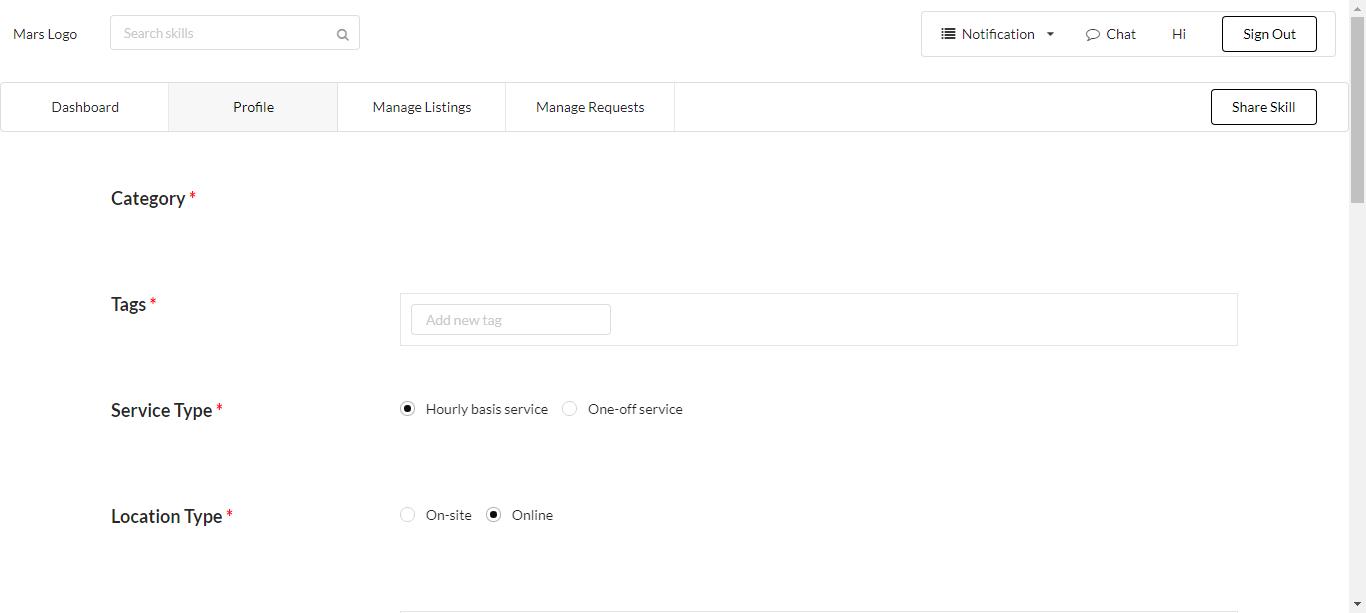 Mars Logo
Search skills
Notification
Chat
Hi
Sign Out
Dashboard
Profile
Manage Listings
Manage Requests
Share Skill
Category *
Tags *
Add new tag
Service Type *
Hourly basis service
One-off service
Location Type *
On-site
Online